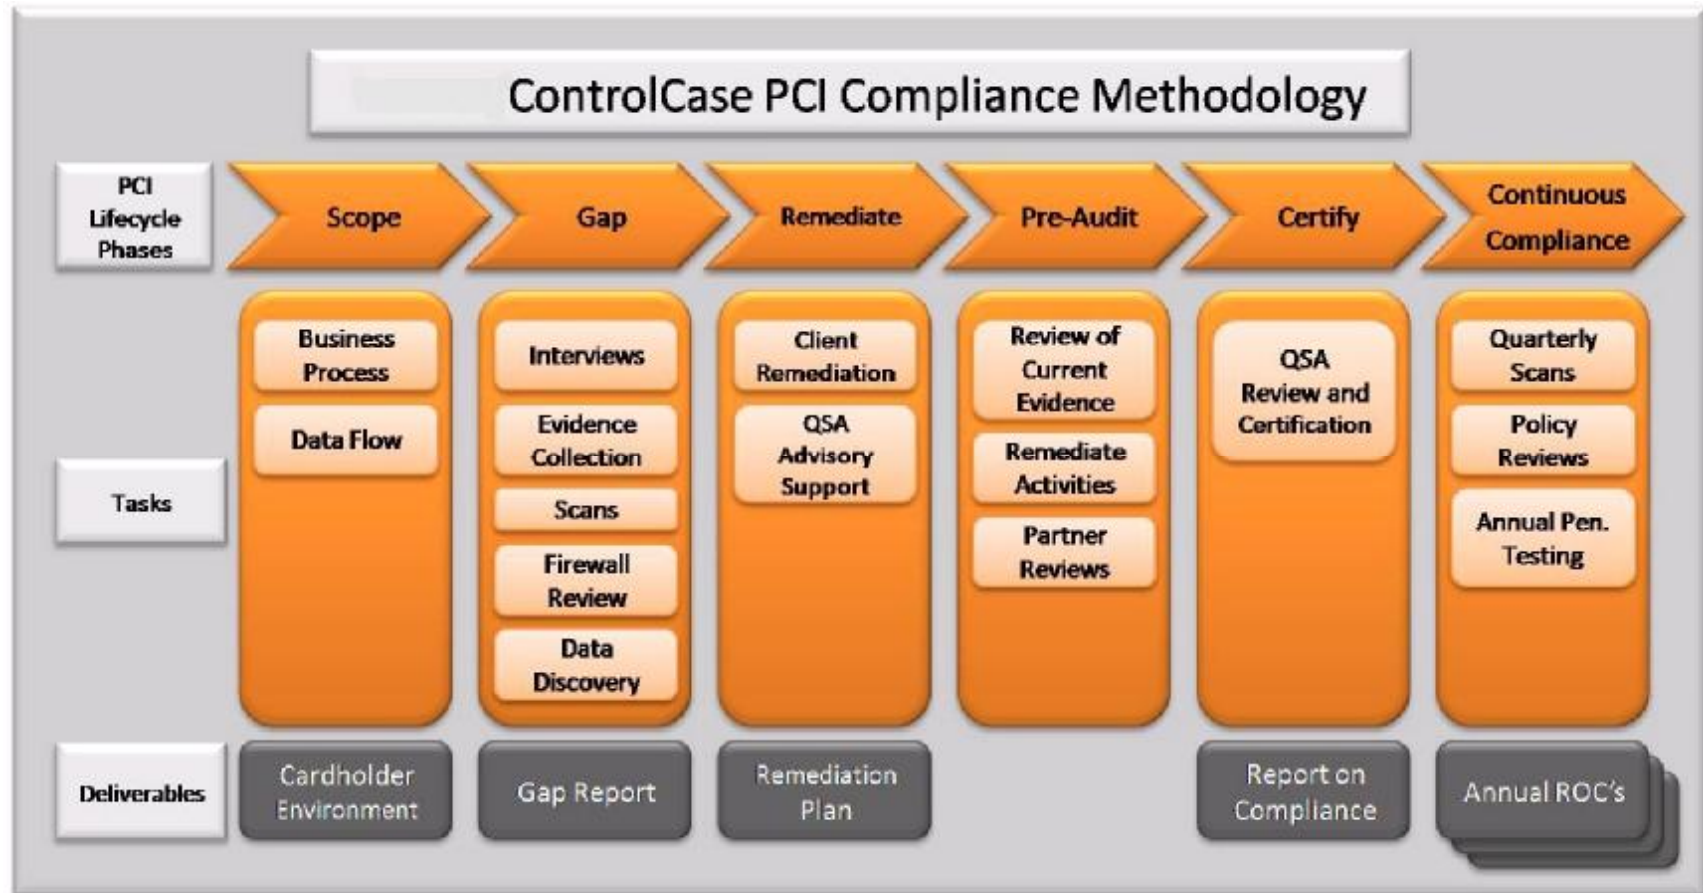 ControlCase PCI Compliance Methodology
PCI
Lifecycle
Phases
Scope
Gap
Remediate
Pre-Audit
Certify
Continuous
Compliance
Tasks
Business
Process
Data Flow
Interviews
Evidence
Collection
Scans
Firewall
Review
Data
Discovery
Client
Remediation
QSA
Advisory
Support
Review of
Current
Evidence
Remediate
Activities
Partner
Reviews
QSA
Review and
Certification
Quarterly
Scans
Policy
Reviews
Annual Pen.
Testing
Deliverables
Cardholder
Environment
Gap Report
Remediation
Plan
Report on
Compliance
Annual ROC's